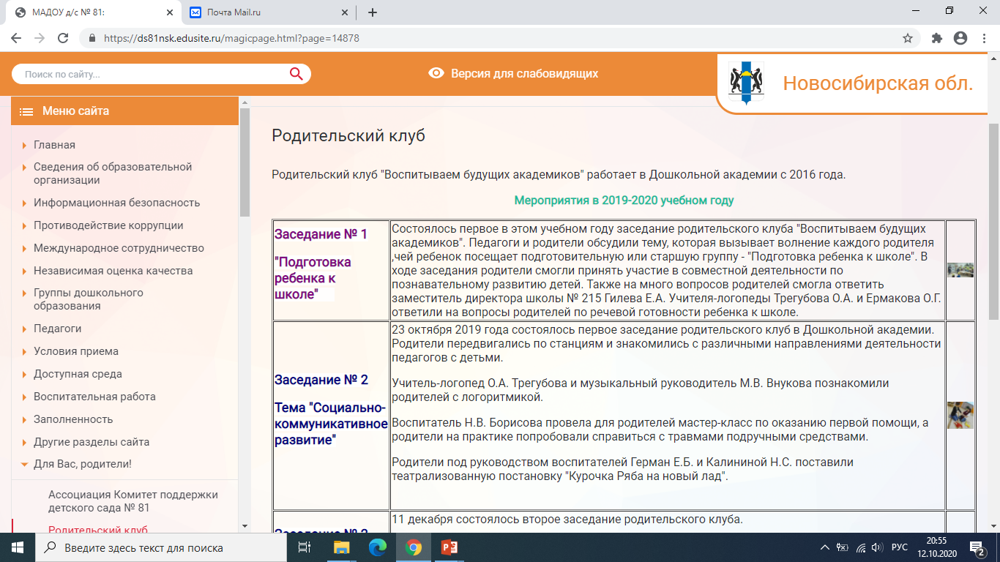 МАДОУ д/с № 81:
Почта Mail.ru
https://ds81nsk.edusite.ru/magicpage.html?page=14878
Поиск по сайту...
Версия для слабовидящих
Новосибирская обл.
Меню сайта
Главная
Сведения об образовательной
организации
Информационная безопасность
Противодействие коррупции
Международное сотрудничество
Независимая оценка качества
Группы дошкольного
образования
Педагоги
Условия приема
Доступная среда
Воспитательная работа
Заполненность
Другие разделы сайта
Для Вас, родители!
Ассоциация Комитет поддержки
детского сада № 81
Родительский клуб
Родительский клуб
Родительский клуб "Воспитываем будущих академиков" работает в Дошкольной академии с 2016 года.
Мероприятия в 2019-2020 учебном году
Заседание № 1
"Подготовка
ребенка к
школе"
Состоялось первое в этом учебном году заседание родительского клуба "Воспитываем будущих
академиков". Педагоги и родители обсудили тему, которая вызывает волнение каждого родителя
,чей ребенок посещает подготовительную или старшую группу - "Подготовка ребенка к школе". В
ходе заседания родители смогли принять участие в совместной деятельности по
познавательному развитию детей. Также на много вопросов родителей смогла ответить
заместитель директора школы № 215 Гилева Е.А. Учителя-логопеды Трегубова О.А. и Ермакова О.Г.
ответили на вопросы родителей по речевой готовности ребенка к школе.
Заседание № 2
Тема "Социально-
коммуникативное
развитие"
23 октября 2019 года состоялось первое заседание родительского клуб в Дошкольной академии.
Родители передвигались по станциям и знакомились с различными направлениями деятельности
педагогов с детьми.
Учитель-логопед О.А. Трегубова и музыкальный руководитель М.В. Внукова познакомили
родителей с логоритмикой.
Воспитатель Н.В. Борисова провела для родителей мастер-класс по оказанию первой помощи, а
родители на практике попробовали справиться с травмами подручными средствами.
Родители под руководством воспитателей Герман Е.Б. и Калининой Н.С. поставили
театрализованную постановку "Курочка Ряба на новый лад".
Заседание № 3
11 декабря состоялось второе заседание родительского клуба.
Введите здесь текст для поиска
РУС
20:55
12.10.2020
2